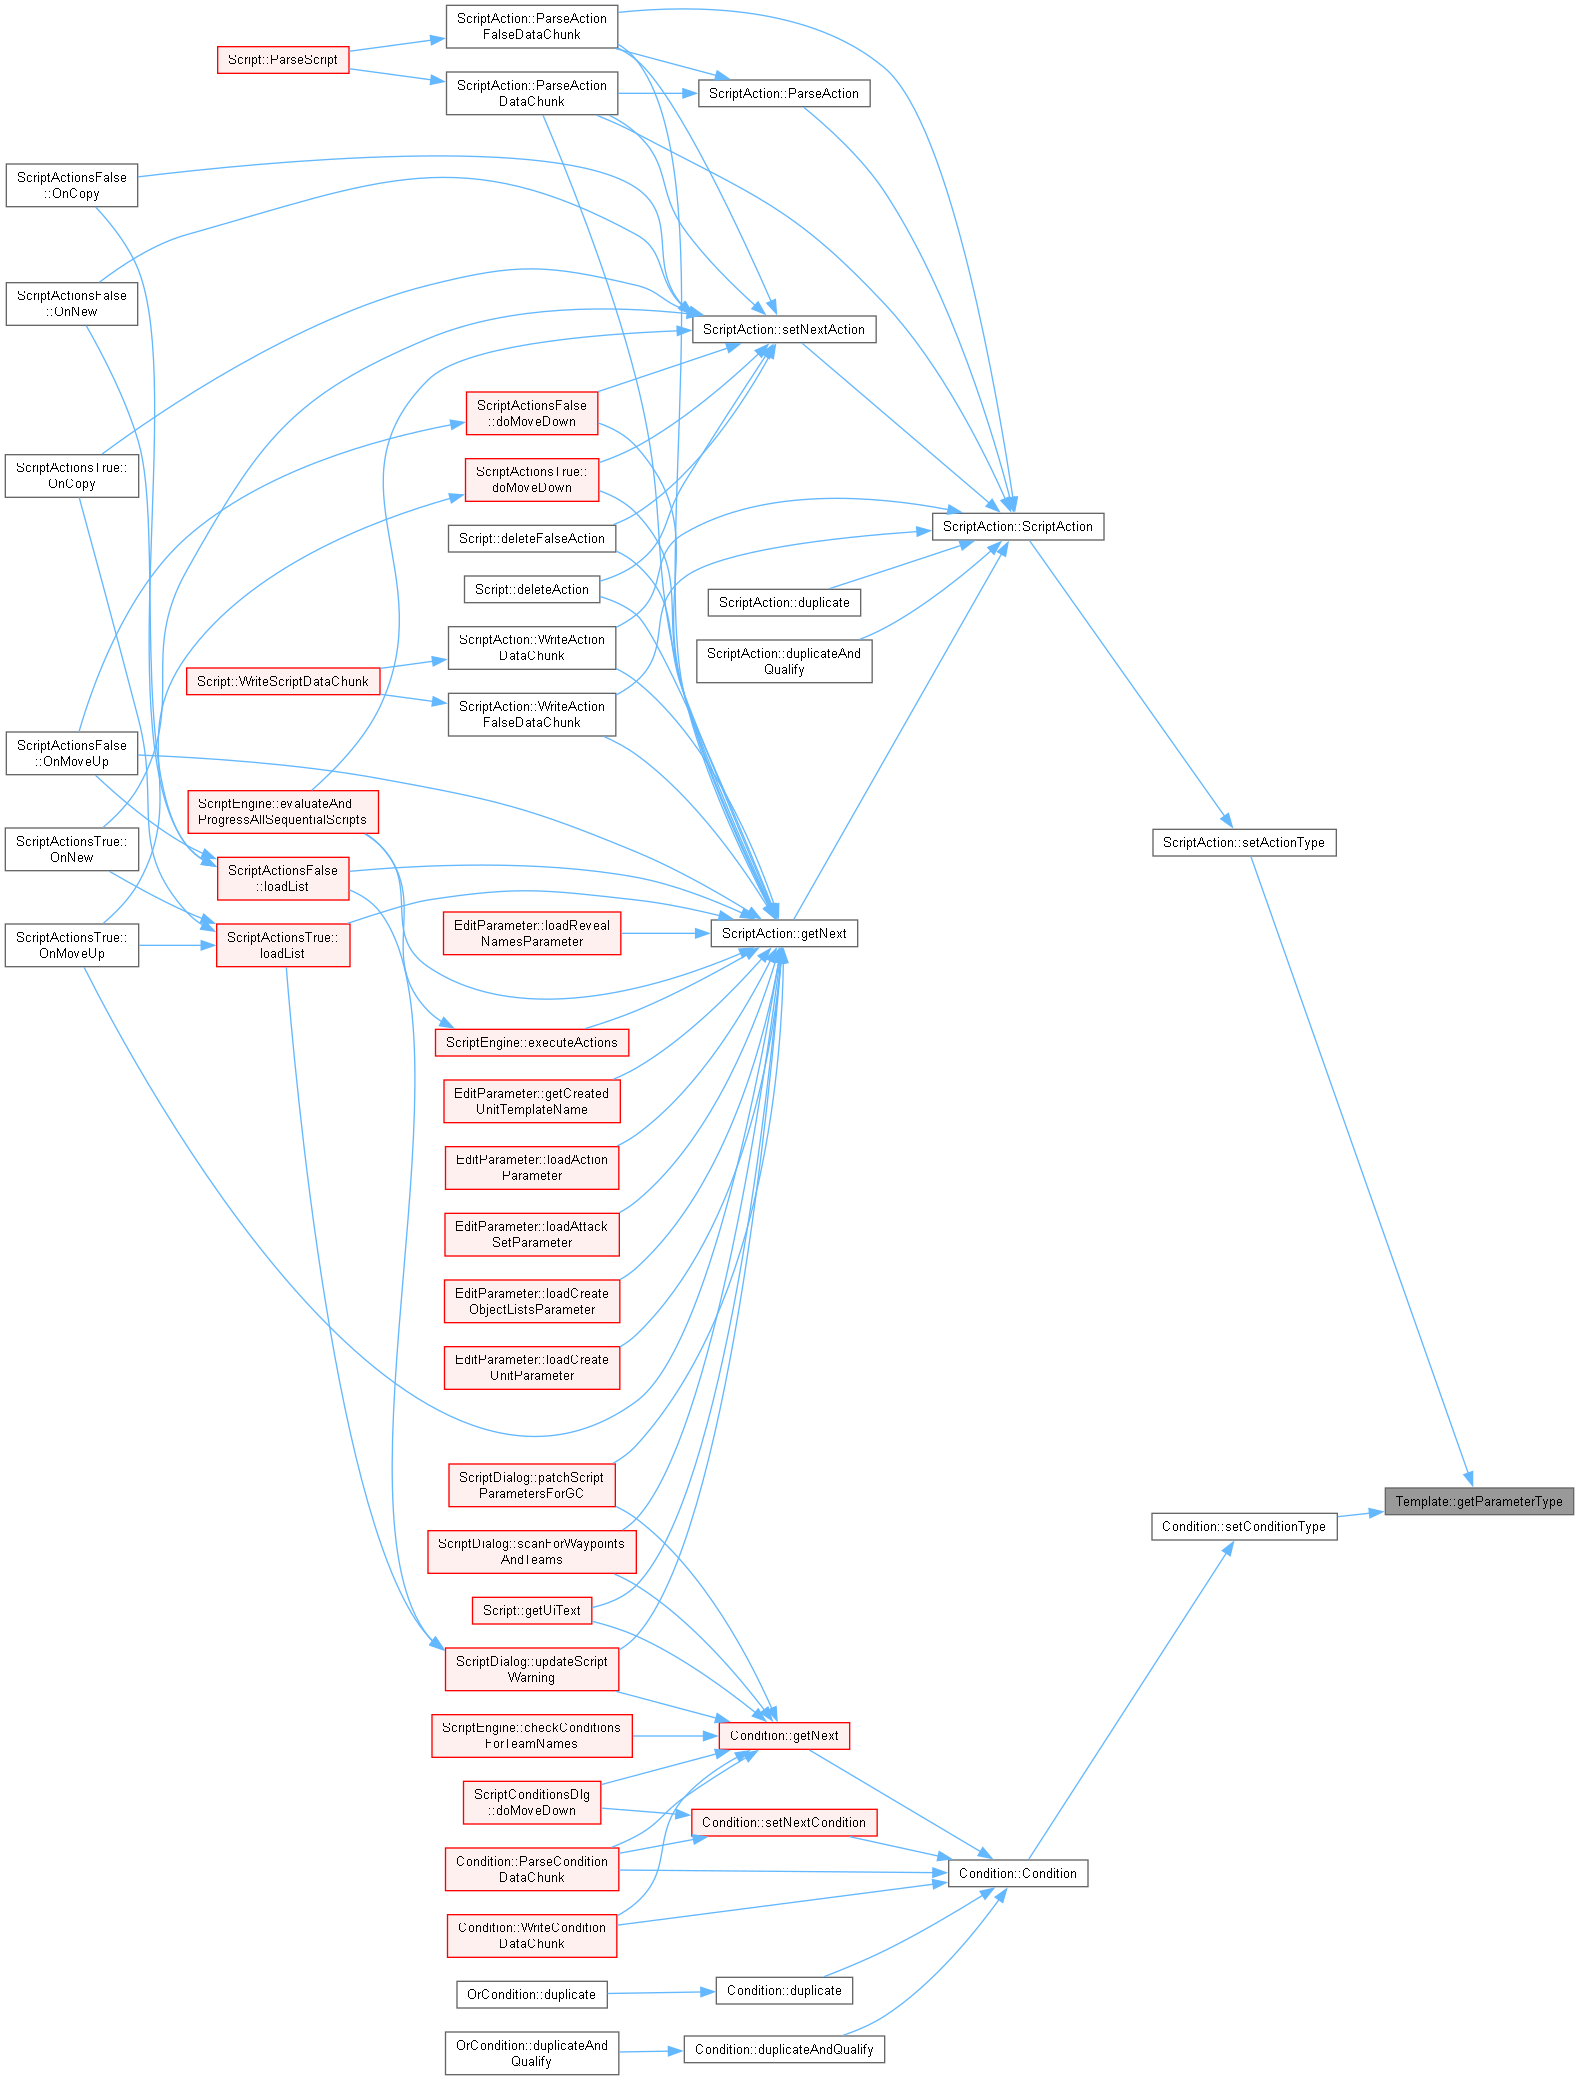 ScriptAction::ParseAction
FalseDataChunk
Script::ParseScript
ScriptAction::ParseAction
DataChunk
ScriptAction::ParseAction
ScriptActionsFalse
::OnCopy
ScriptActionsFalse
::OnNew
ScriptAction::setNextAction
ScriptActionsFalse
::doMoveDown
ScriptActionsTrue::
OnCopy
ScriptActionsTrue::
doMoveDown
ScriptAction::ScriptAction
Script::deleteFalseAction
Script::deleteAction
ScriptAction::duplicate
ScriptAction::WriteAction
DataChunk
ScriptAction::duplicateAnd
Qualify
Script::WriteScriptDataChunk
ScriptAction::WriteAction
FalseDataChunk
ScriptActionsFalse
::OnMoveUp
ScriptEngine::evaluateAnd
ProgressAllSequentialScripts
ScriptActionsTrue::
OnNew
ScriptAction::setActionType
ScriptActionsFalse
::loadList
ScriptActionsTrue::
OnMoveUp
ScriptActionsTrue::
loadList
EditParameter::loadReveal
NamesParameter
ScriptAction::getNext
ScriptEngine::executeActions
EditParameter::getCreated
UnitTemplateName
EditParameter::loadAction
Parameter
EditParameter::loadAttack
SetParameter
EditParameter::loadCreate
ObjectListsParameter
EditParameter::loadCreate
UnitParameter
ScriptDialog::patchScript
ParametersForGC
Template::getParameterType
Condition::setConditionType
ScriptDialog::scanForWaypoints
AndTeams
Script::getUiText
ScriptDialog::updateScript
Warning
ScriptEngine::checkConditions
ForTeamNames
Condition::getNext
ScriptConditionsDlg
::doMoveDown
Condition::setNextCondition
Condition::ParseCondition
DataChunk
Condition::Condition
Condition::WriteCondition
DataChunk
OrCondition::duplicate
Condition::duplicate
OrCondition::duplicateAnd
Qualify
Condition::duplicateAndQualify